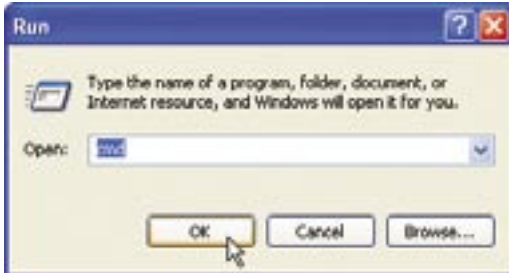 Run
Type the name of a program, folder, document, or
Internet resource, and Windows will open it for you.
Open: cmd
OK Cancel Browse...